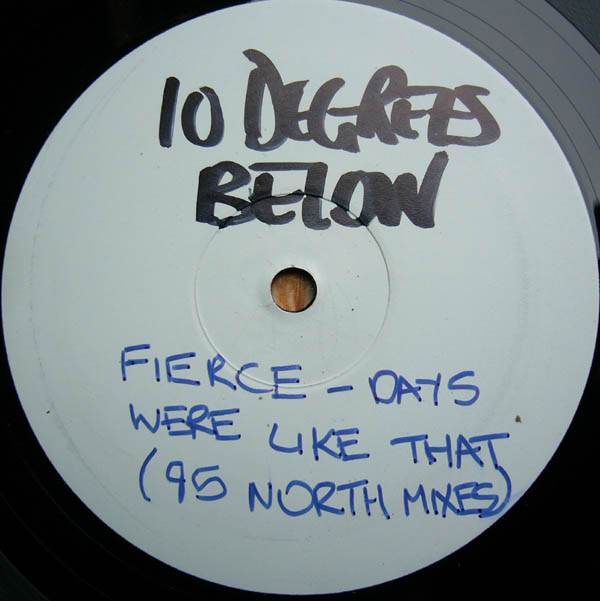 10 DEGREES
BELOW
FIERCE - DAYS
WERE LIKE THAT
(95 NORTH MIXES)